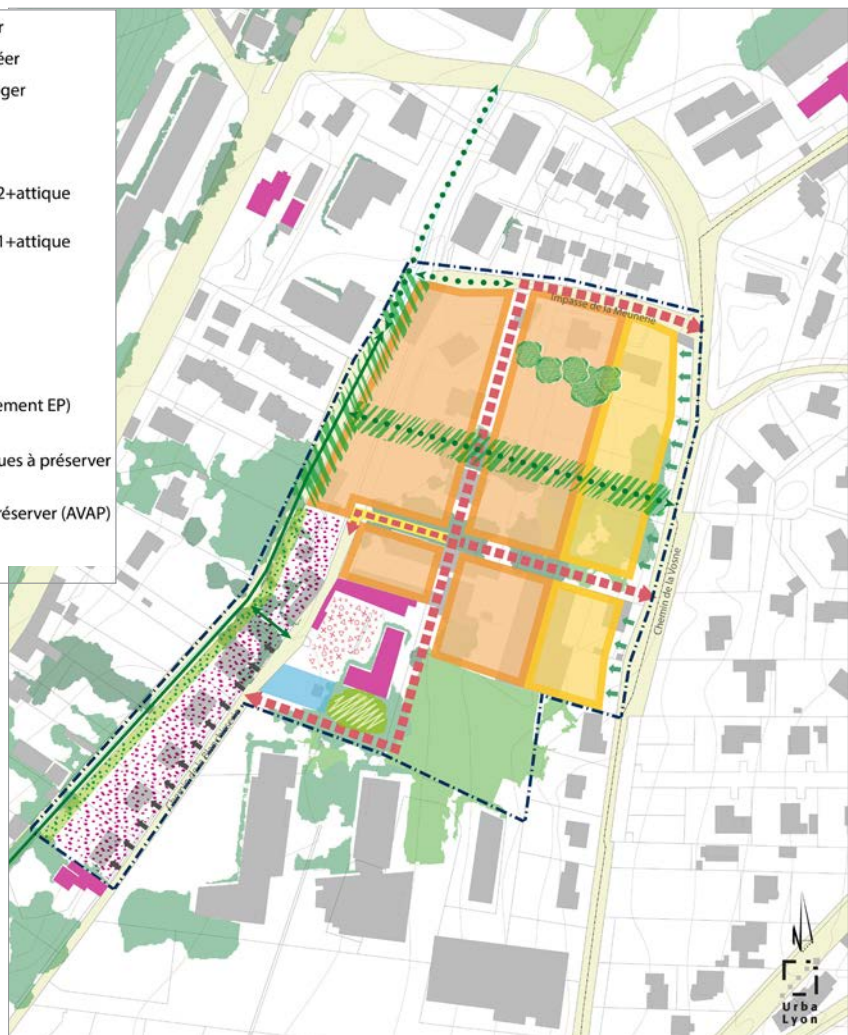 r
éer
ger
2+attique
1+attique
ement EP)
ues à préserver
réserver (AVAP)
Impasse de la Meunerie
Chemin de la Vosne
Urba
Lyon